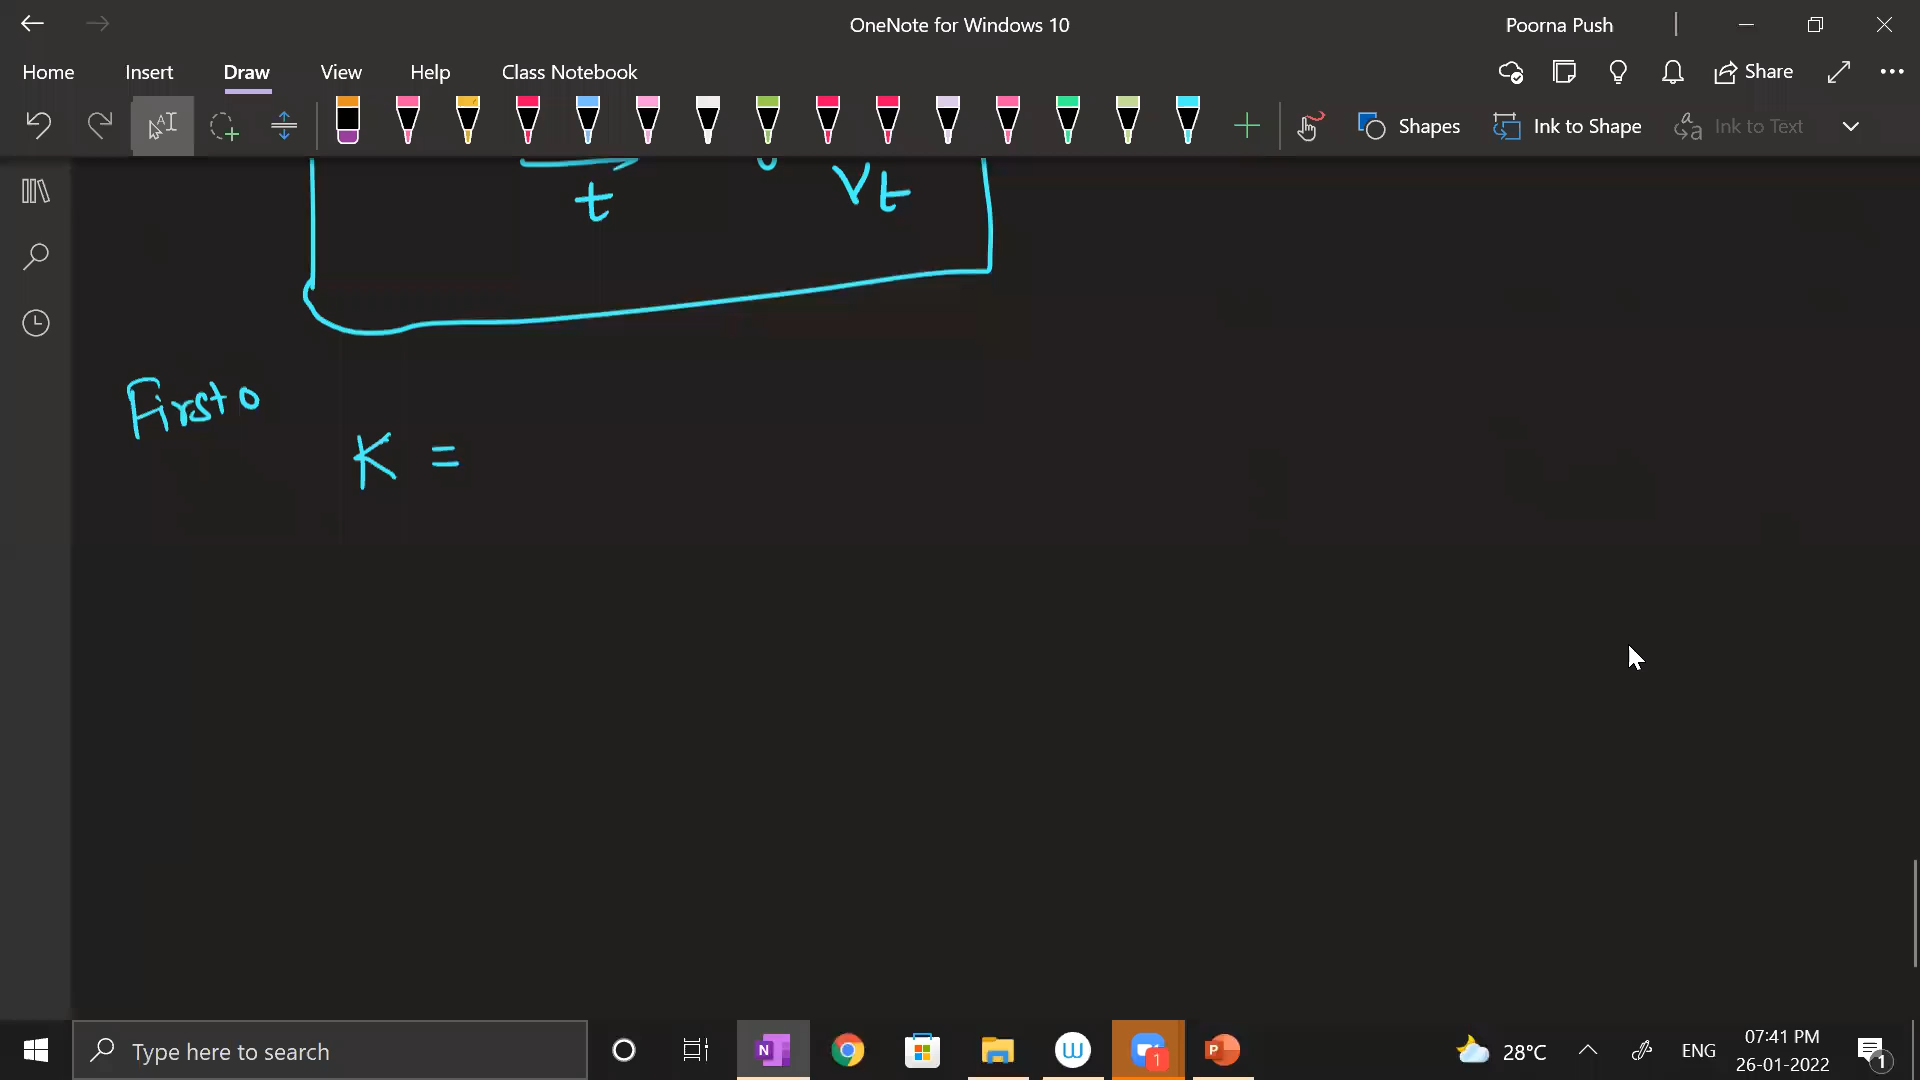 OneNote for Windows 10
Poorna Push
Home Insert Draw View Help Class Notebook
Share
Shapes
Ink to Shape
Ink to Text
t
Vt
First o
K =
Type here to search
28°C
ENG
07:41 PM
26-01-2022